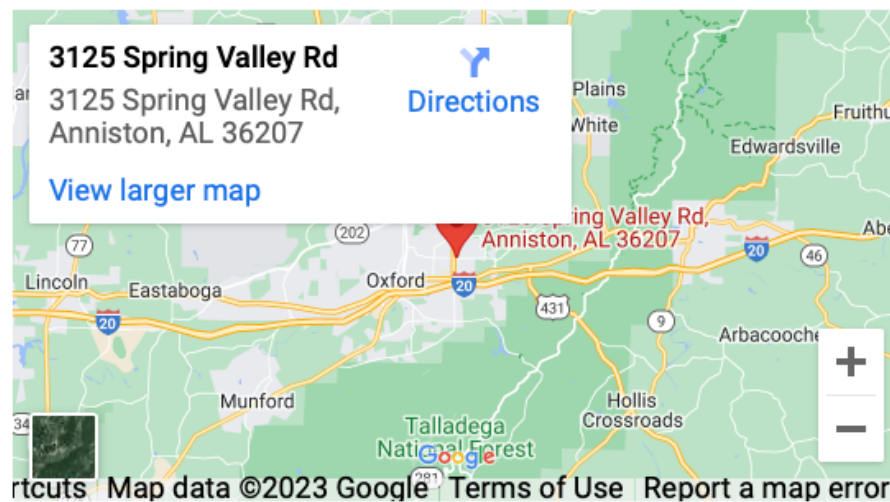 3125 Spring Valley Rd
3125 Spring Valley Rd,
Anniston, AL 36207
Directions
View larger map
Plains
White
Fruithu
Edwardsville
Spring Valley Rd,
Anniston, AL 36207
202
77
20
46
Abe
Lincoln
Eastaboga
Oxford
20
431
20
9
Arbacooche
Munford
Hollis
Crossroads
34
Talladega
National Forest
Google
281
rtcuts Map data ©2023 Google Terms of Use Report a map error